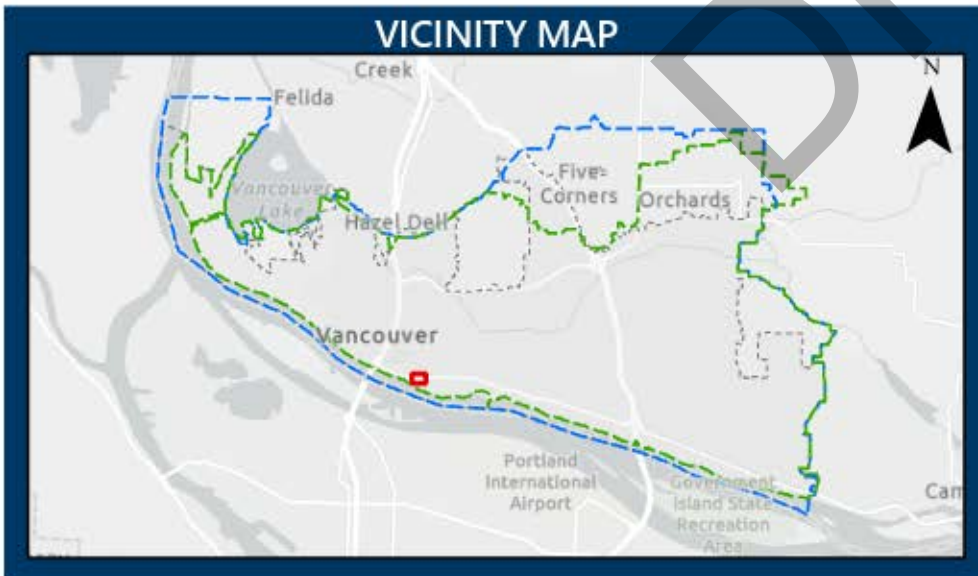 VICINITY MAP
Creek
N
Felida
Vancouver
Lake
Five
Corners
Orchards
Hazel Dell
Vancouver
Portland
International
Airport
Government
Island State
Recreation
Area
Cam